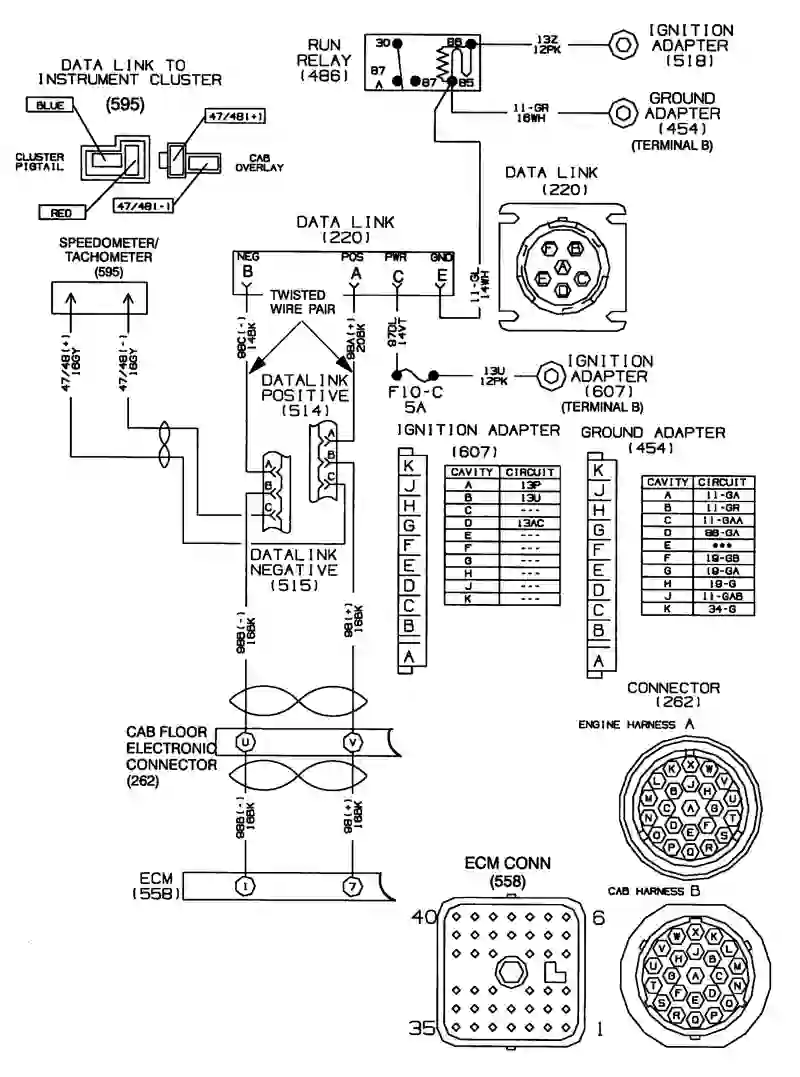 DATA LINK TO
INSTRUMENT CLUSTER
(595)
BLUE
47/48(+)
CLUSTER
PIGTAIL
CAB
OVERLAY
RED
47/48(-)
RUN
RELAY
(486)
30
86
87
A
87
85
13Z
12PK
IGNITION
ADAPTER
(518)
11-GR
16WH
GROUND
ADAPTER
(454)
(TERMINAL B)
DATA LINK
(220)
F
B
A
E
C
D
SPEEDOMETER/
TACHOMETER
(595)
47/48(+)
16GY
47/48(-)
16GY
DATA LINK
(220)
NEG
POS
PWR
GND
B
A
C
E
TWISTED
WIRE PAIR
98C(-)
14BK
98A(+)
20BK
97DL
14VT
11-GL
14WH
F10-C
5A
13U
12PK
IGNITION
ADAPTER
(607)
(TERMINAL B)
DATALINK
POSITIVE
(514)
A
B
C
A
B
C
DATALINK
NEGATIVE
(515)
IGNITION ADAPTER
(607)
K
J
H
G
F
E
D
C
B
A
CAVITY CIRCUIT
A 13P
B 13U
C ---
D 13AC
E ---
F ---
G ---
H ---
J ---
K ---
GROUND ADAPTER
(454)
K
J
H
G
F
E
D
C
B
A
CAVITY CIRCUIT
A 11-GA
B 11-GR
C 11-GAA
D 98-GA
E ***
F 19-GB
G 19-GA
H 19-G
J 11-GAB
K 34-G
98B(-)
16BK
98(+)
16BK
CAB FLOOR
ELECTRONIC
CONNECTOR
(262)
U
V
98B(-)
16BK
98(+)
16BK
ECM
(558)
1
7
ECM CONN
(558)
40
6
35
1
CONNECTOR
(262)
ENGINE HARNESS A
K X W
L J V
B H
M U
C A G
N T
D F
E
O S
P Q R
CAB HARNESS B
W X K
V J L
H B
U M
G A C
T N
F D
E
S O
R Q P